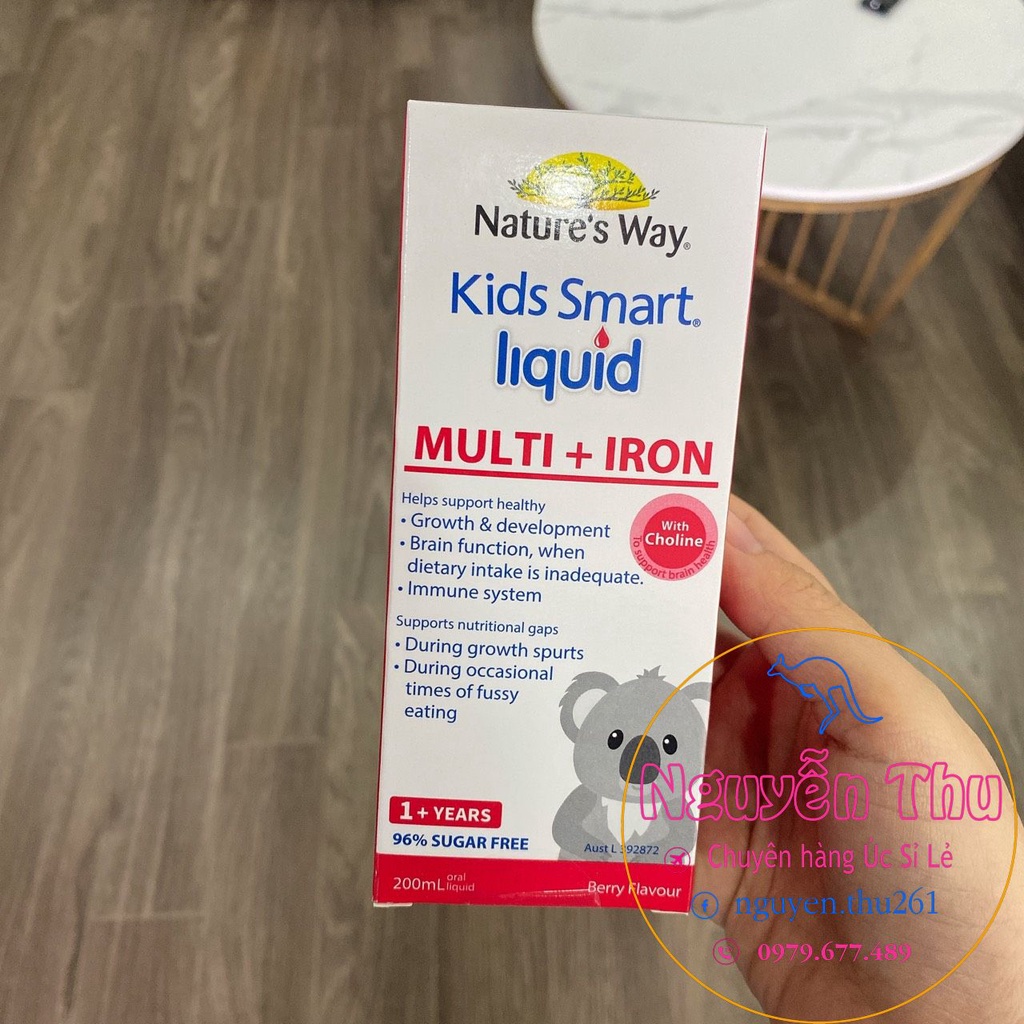 Nature's Way®
Kids Smart®
liquid
MULTI + IRON
Helps support healthy
• Growth & development
• Brain function, when
dietary intake is inadequate.
• Immune system
With
Choline
To support brain health
Supports nutritional gaps
• During growth spurts
• During occasional
times of fussy
eating
1+ YEARS
96% SUGAR FREE
Aust L 392872
200mL oral liquid
Berry Flavour
Nguyễn Thu
Chuyên hàng Úc Sỉ Lẻ
nguyen.thu261
0979.677.489